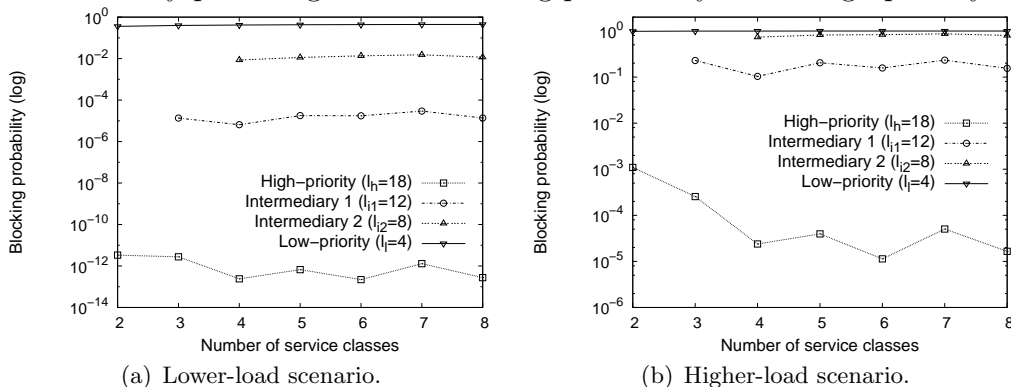 10^0
10^-2
10^-4
10^-6
10^-8
10^-10
10^-12
10^-14
Blocking probability (log)
High-priority (l_h=18)
Intermediary 1 (l_i1=12)
Intermediary 2 (l_i2=8)
Low-priority (l_l=4)
2 3 4 5 6 7 8
Number of service classes
(a) Lower-load scenario.
10^0
10^-1
10^-2
10^-3
10^-4
10^-5
10^-6
Blocking probability (log)
High-priority (l_h=18)
Intermediary 1 (l_i1=12)
Intermediary 2 (l_i2=8)
Low-priority (l_l=4)
2 3 4 5 6 7 8
Number of service classes
(b) Higher-load scenario.